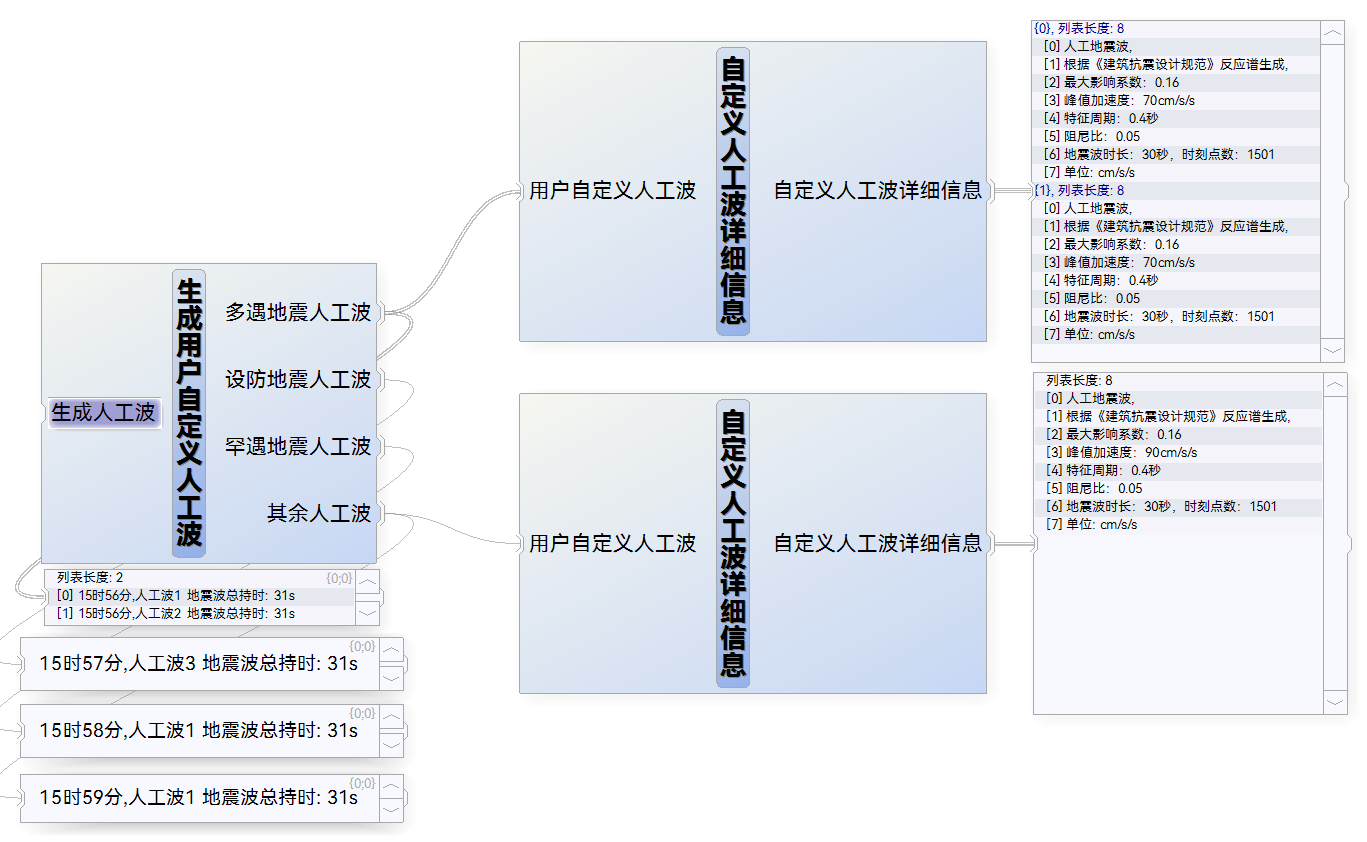 生成人工波
生成用户自定义人工波
多遇地震人工波
设防地震人工波
罕遇地震人工波
其余人工波
列表长度: 2
{0;0}
[0] 15时56分,人工波1 地震波总持时: 31s
[1] 15时56分,人工波2 地震波总持时: 31s
{0;0}
15时57分,人工波3 地震波总持时: 31s
{0;0}
15时58分,人工波1 地震波总持时: 31s
{0;0}
15时59分,人工波1 地震波总持时: 31s
用户自定义人工波
自定义人工波详细信息
自定义人工波详细信息
{0}, 列表长度: 8
[0] 人工地震波,
[1] 根据《建筑抗震设计规范》反应谱生成,
[2] 最大影响系数：0.16
[3] 峰值加速度：70cm/s/s
[4] 特征周期：0.4秒
[5] 阻尼比：0.05
[6] 地震波时长：30秒，时刻点数：1501
[7] 单位: cm/s/s
{1}, 列表长度: 8
[0] 人工地震波,
[1] 根据《建筑抗震设计规范》反应谱生成,
[2] 最大影响系数：0.16
[3] 峰值加速度：70cm/s/s
[4] 特征周期：0.4秒
[5] 阻尼比：0.05
[6] 地震波时长：30秒，时刻点数：1501
[7] 单位: cm/s/s
用户自定义人工波
自定义人工波详细信息
自定义人工波详细信息
列表长度: 8
[0] 人工地震波,
[1] 根据《建筑抗震设计规范》反应谱生成,
[2] 最大影响系数：0.16
[3] 峰值加速度：90cm/s/s
[4] 特征周期：0.4秒
[5] 阻尼比：0.05
[6] 地震波时长：30秒，时刻点数：1501
[7] 单位: cm/s/s